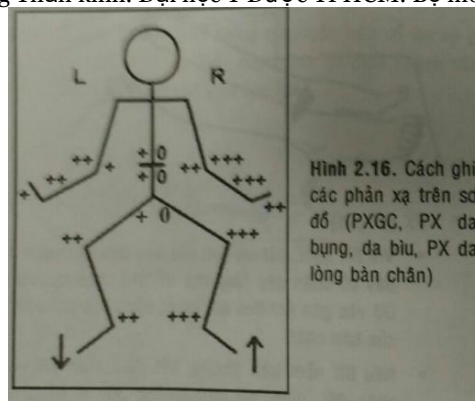 g Thần kinh. Đại học Y Dược TP.HCM. Bộ mô
L R
++ + + 0 ++ +++
+ ++ + 0 +++ ++
+ 0
++ +++
++ +++
Hình 2.16. Cách ghi
các phản xạ trên sơ
đồ (PXGC, PX da
bụng, da bìu, PX da
lòng bàn chân)